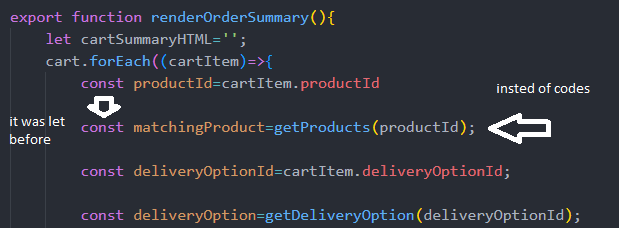 export function renderOrderSummary(){
let cartSummaryHTML='';
cart.forEach((cartItem)=>{
const productId=cartItem.productId
insted of codes
it was let
before
const matchingProduct=getProducts(productId);
const deliveryOptionId=cartItem.deliveryOptionId;
const deliveryOption=getDeliveryOption(deliveryOptionId);